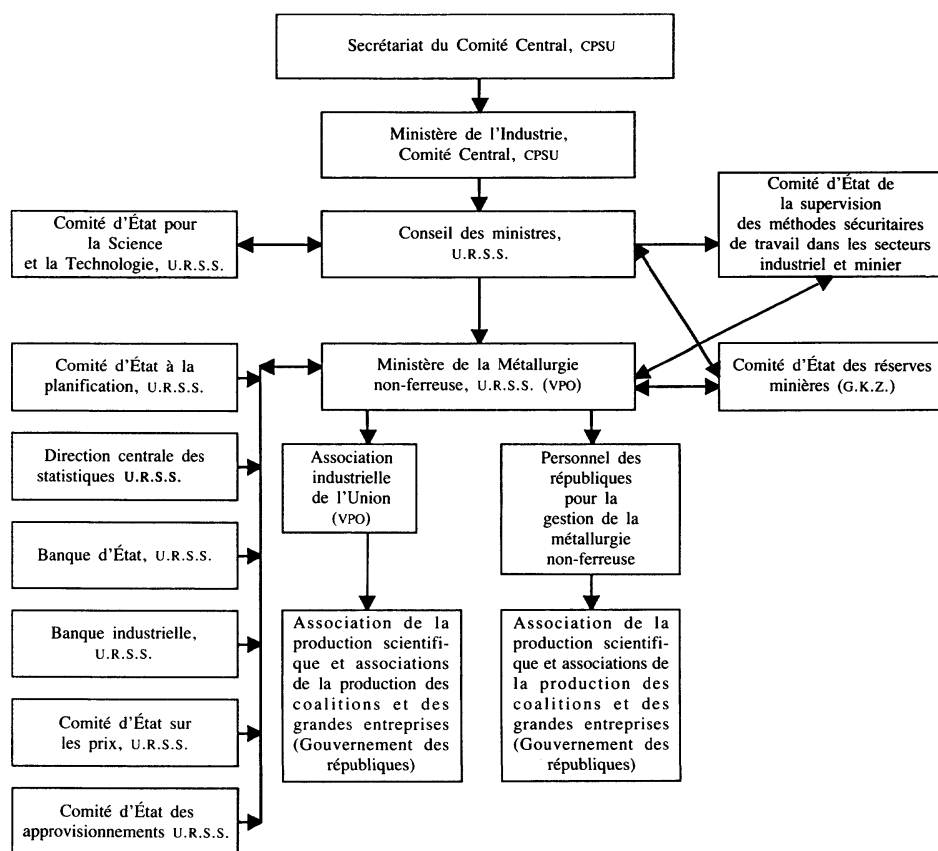 Secrétariat du Comité Central, CPSU
Ministère de l'Industrie,
Comité Central, CPSU
Comité d'État pour
la Science
et la Technologie, U.R.S.S.
Conseil des ministres,
U.R.S.S.
Comité d'État de
la supervision
des méthodes sécuritaires
de travail dans les secteurs
industriel et minier
Comité d'État à la
planification, U.R.S.S.
Ministère de la Métallurgie
non-ferreuse, U.R.S.S. (VPO)
Comité d'État des réserves
minières (G.K.Z.)
Direction centrale des
statistiques U.R.S.S.
Association
industrielle
de l'Union
(VPO)
Personnel des
républiques
pour la
gestion de la
métallurgie
non-ferreuse
Banque d'État, U.R.S.S.
Banque industrielle,
U.R.S.S.
Comité d'État sur
les prix, U.R.S.S.
Comité d'État des
approvisionnements U.R.S.S.
Association de la
production scientifi-
que et associations
de la production des
coalitions et des
grandes entreprises
(Gouvernement des
républiques)
Association de la
production scientifi-
que et associations de
la production des
coalitions et des
grandes entreprises
(Gouvernement des
républiques)